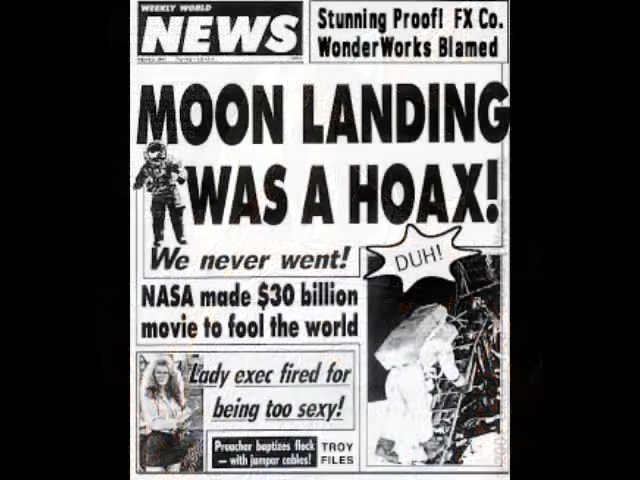 WEEKLY WORLD
NEWS
Stunning Proof! FX Co.
WonderWorks Blamed
MOON LANDING
WAS A HOAX!
We never went!
DUH!
NASA made $30 billion
movie to fool the world
Lady exec fired for
being too sexy!
Preacher baptizes flock
— with jumper cables!
TROY
FILES